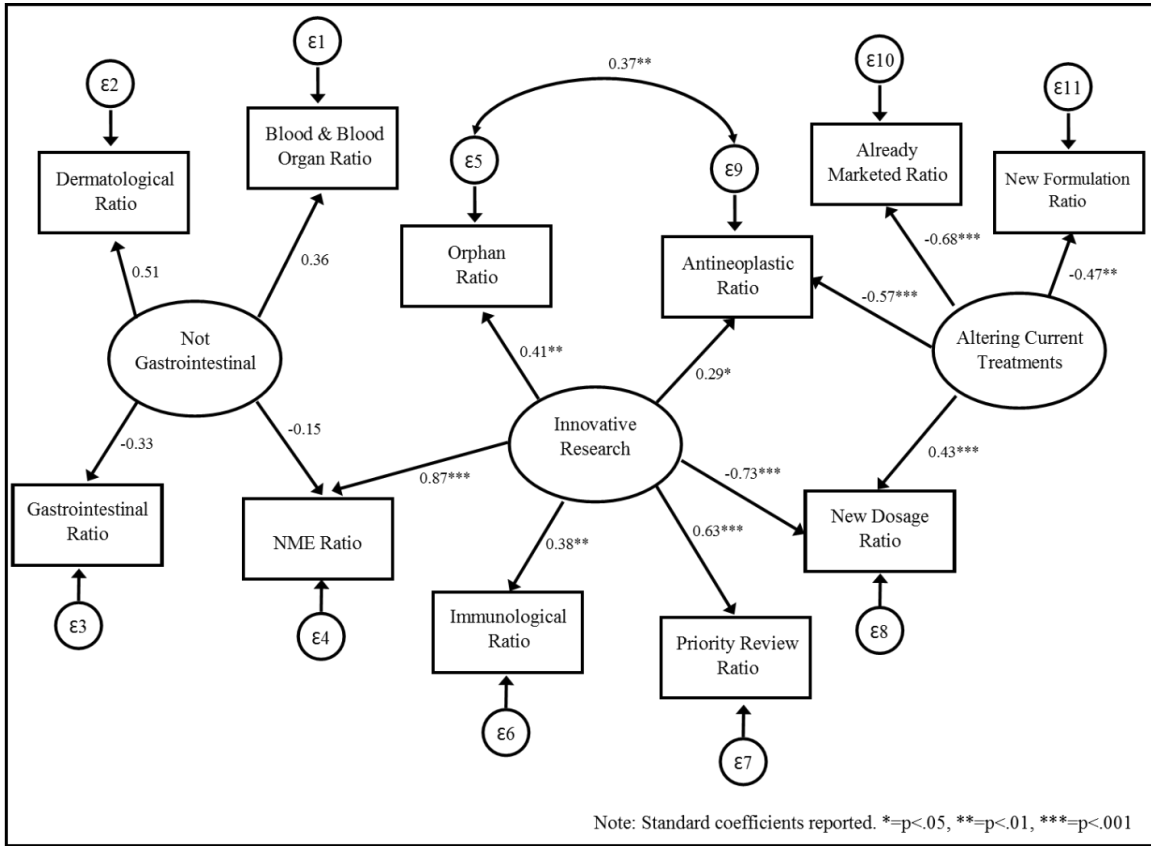 ε1
ε2
ε10
ε11
0.37**
Blood & Blood
Organ Ratio
Dermatological
Ratio
ε5
ε9
Already
Marketed Ratio
New Formulation
Ratio
Orphan
Ratio
Antineoplastic
Ratio
0.51
0.36
-0.68***
-0.47**
-0.57***
Not
Gastrointestinal
Altering Current
Treatments
0.41**
0.29*
Innovative
Research
-0.33
-0.15
0.87***
-0.73***
0.43***
Gastrointestinal
Ratio
NME Ratio
New Dosage
Ratio
0.38**
0.63***
ε3
ε4
Immunological
Ratio
Priority Review
Ratio
ε8
ε6
ε7
Note: Standard coefficients reported. *=p<.05, **=p<.01, ***=p<.001